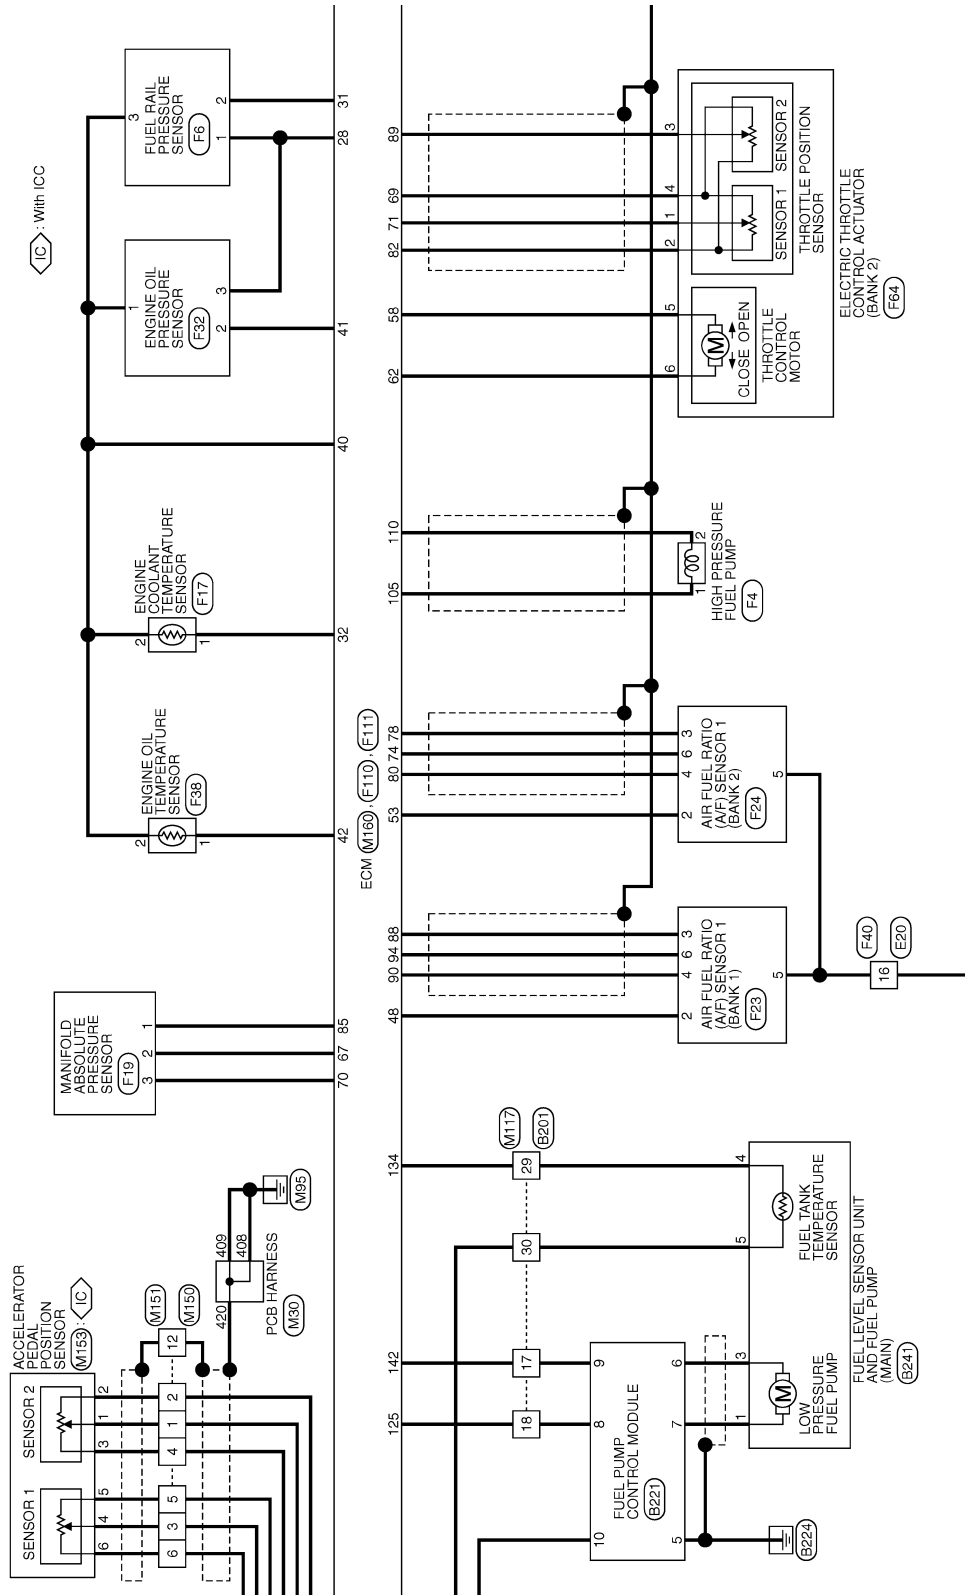 ACCELERATOR
PEDAL
POSITION
SENSOR
M153 : IC
SENSOR 1
SENSOR 2
6 4 5 3 1 2
6 3 5 4 1 2 12
M151
M150
420
409
408
PCB HARNESS
M30
M95
MANIFOLD
ABSOLUTE
PRESSURE
SENSOR
F19
3 2 1
70 67 85
ENGINE OIL
TEMPERATURE
SENSOR
F38
2
1
42
ENGINE
COOLANT
TEMPERATURE
SENSOR
F17
2
1
32
40
ENGINE OIL
PRESSURE
SENSOR
F32
1
2 3
41
FUEL RAIL
PRESSURE
SENSOR
F6
3
1 2
28 31
IC : With ICC
ECM M160 , F110 , F111
125 142 134
M117
B201
18 17 30 29
8 9
10
FUEL PUMP
CONTROL MODULE
B221
5 7 6
B224
1 3 5 4
LOW
PRESSURE
FUEL PUMP
M
FUEL TANK
TEMPERATURE
SENSOR
FUEL LEVEL SENSOR UNIT
AND FUEL PUMP
(MAIN)
B241
48 90 94 88
2 4 6 3
AIR FUEL RATIO
(A/F) SENSOR 1
(BANK 1)
F23
5
16
F40
E20
53 80 74 78
2 4 6 3
AIR FUEL RATIO
(A/F) SENSOR 1
(BANK 2)
F24
5
105 110
1 2
HIGH PRESSURE
FUEL PUMP
F4
62 58 82 71 69 89
6 5 2 1 4 3
M
CLOSE OPEN
THROTTLE
CONTROL
MOTOR
SENSOR 1 SENSOR 2
THROTTLE POSITION
SENSOR
ELECTRIC THROTTLE
CONTROL ACTUATOR
(BANK 2)
F64